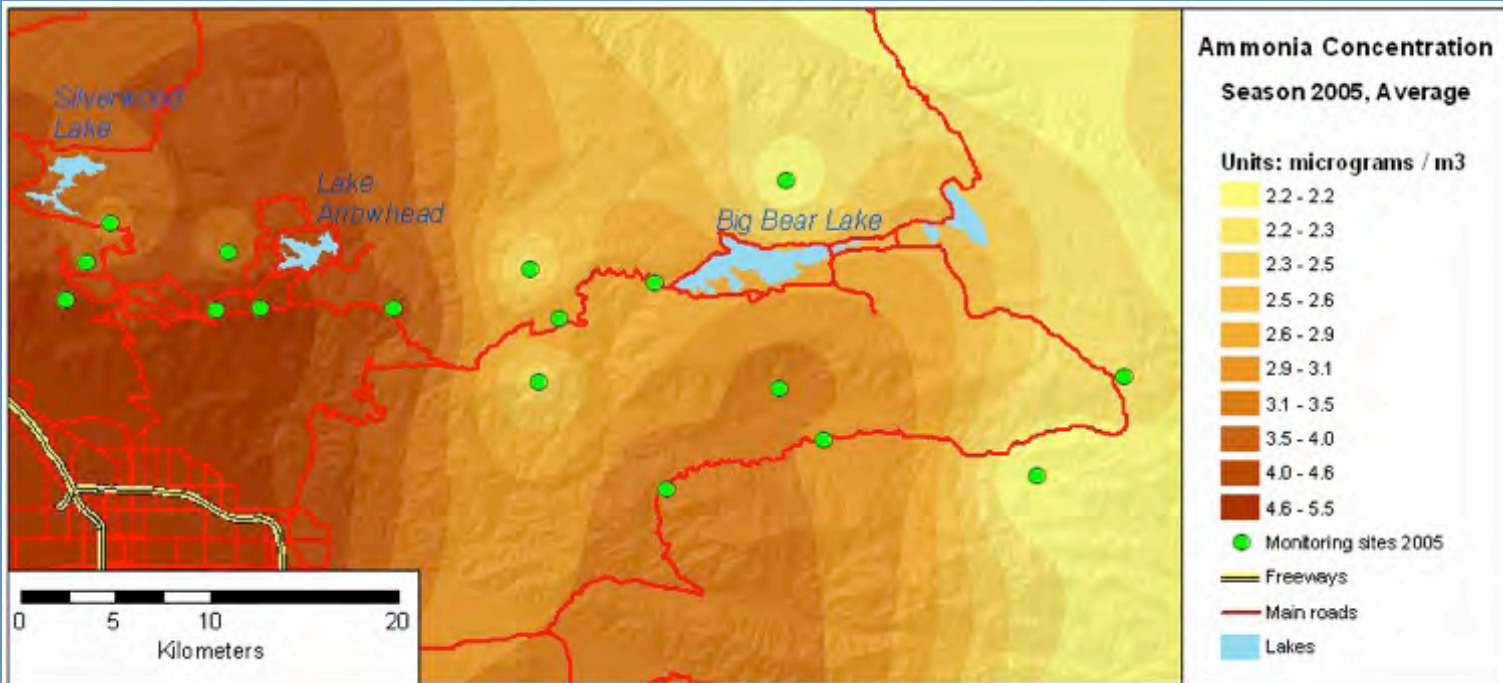 Silverwood
Lake
Lake
Arrowhead
Big Bear Lake
0 5 10 20
Kilometers
Ammonia Concentration
Season 2005, Average
Units: micrograms / m3
2.2 - 2.2
2.2 - 2.3
2.3 - 2.5
2.5 - 2.6
2.6 - 2.9
2.9 - 3.1
3.1 - 3.5
3.5 - 4.0
4.0 - 4.6
4.6 - 5.5
Monitoring sites 2005
Freeways
Main roads
Lakes